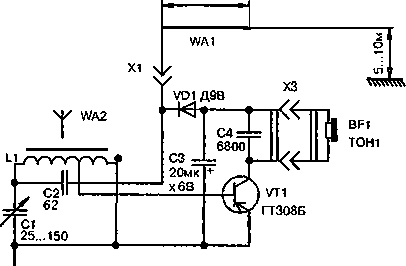 WA1
5...10м
X1
VD1 Д9В
X3
WA2
C4
6800
BF1
ТОН1
L1
C3
20мк
+
x6В
C2
62
VT1
ГТ308Б
C1
25...150